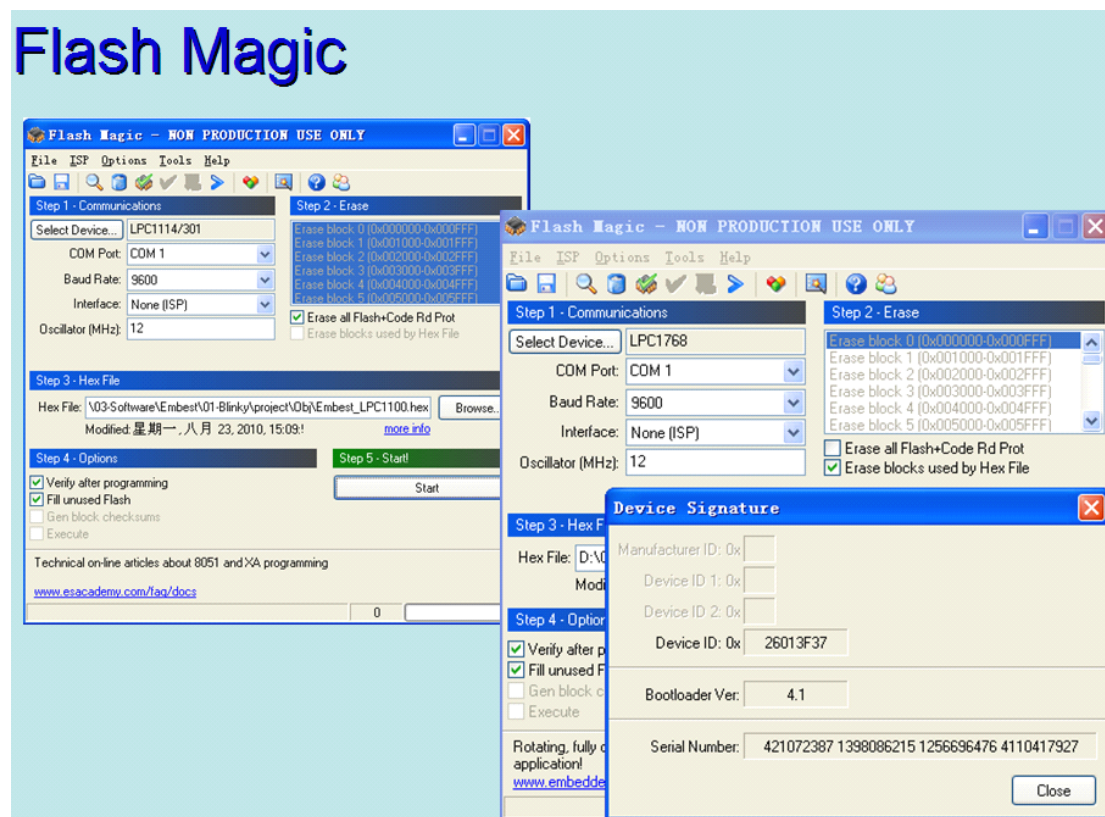 Flash Magic
Flash Magic - NON PRODUCTION USE ONLY
File ISP Options Tools Help
Step 1 - Communications
Select Device... LPC1114/301
COM Port: COM 1
Baud Rate: 9600
Interface: None (ISP)
Oscillator (MHz): 12
Step 2 - Erase
Erase block 0 (0x000000-0x000FFF)
Erase block 1 (0x001000-0x001FFF)
Erase block 2 (0x002000-0x002FFF)
Erase block 3 (0x003000-0x003FFF)
Erase block 4 (0x004000-0x004FFF)
Erase block 5 (0x005000-0x005FFF)
Erase all Flash+Code Rd Prot
Erase blocks used by Hex File
Step 3 - Hex File
Hex File: \03-Software\Embest\01-Blinky\project\Obj\Embest_LPC1100.hex Browse..
Modified: 星期一, 八月 23, 2010, 15:09:! more info
Step 4 - Options
Verify after programming
Fill unused Flash
Gen block checksums
Execute
Step 5 - Start!
Start
Technical on-line articles about 8051 and XA programming
www.esacademy.com/faq/docs
0
Flash Magic - NON PRODUCTION USE ONLY
File ISP Options Tools Help
Step 1 - Communications
Select Device... LPC1768
COM Port: COM 1
Baud Rate: 9600
Interface: None (ISP)
Oscillator (MHz): 12
Step 2 - Erase
Erase block 0 (0x000000-0x000FFF)
Erase block 1 (0x001000-0x001FFF)
Erase block 2 (0x002000-0x002FFF)
Erase block 3 (0x003000-0x003FFF)
Erase block 4 (0x004000-0x004FFF)
Erase block 5 (0x005000-0x005FFF)
Erase all Flash+Code Rd Prot
Erase blocks used by Hex File
Step 3 - Hex F
Hex File: D:\0
Modi
Step 4 - Option
Verify after p
Fill unused F
Gen block c
Execute
Rotating, fully c
application!
www.embedde
Device Signature
Manufacturer ID: 0x
Device ID 1: 0x
Device ID 2: 0x
Device ID: 0x 26013F37
Bootloader Ver: 4.1
Serial Number: 421072387 1398086215 1256696476 4110417927
Close